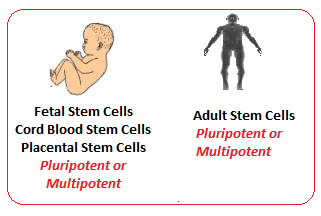 Fetal Stem Cells
Cord Blood Stem Cells
Placental Stem Cells
Pluripotent or
Multipotent
Adult Stem Cells
Pluripotent or
Multipotent